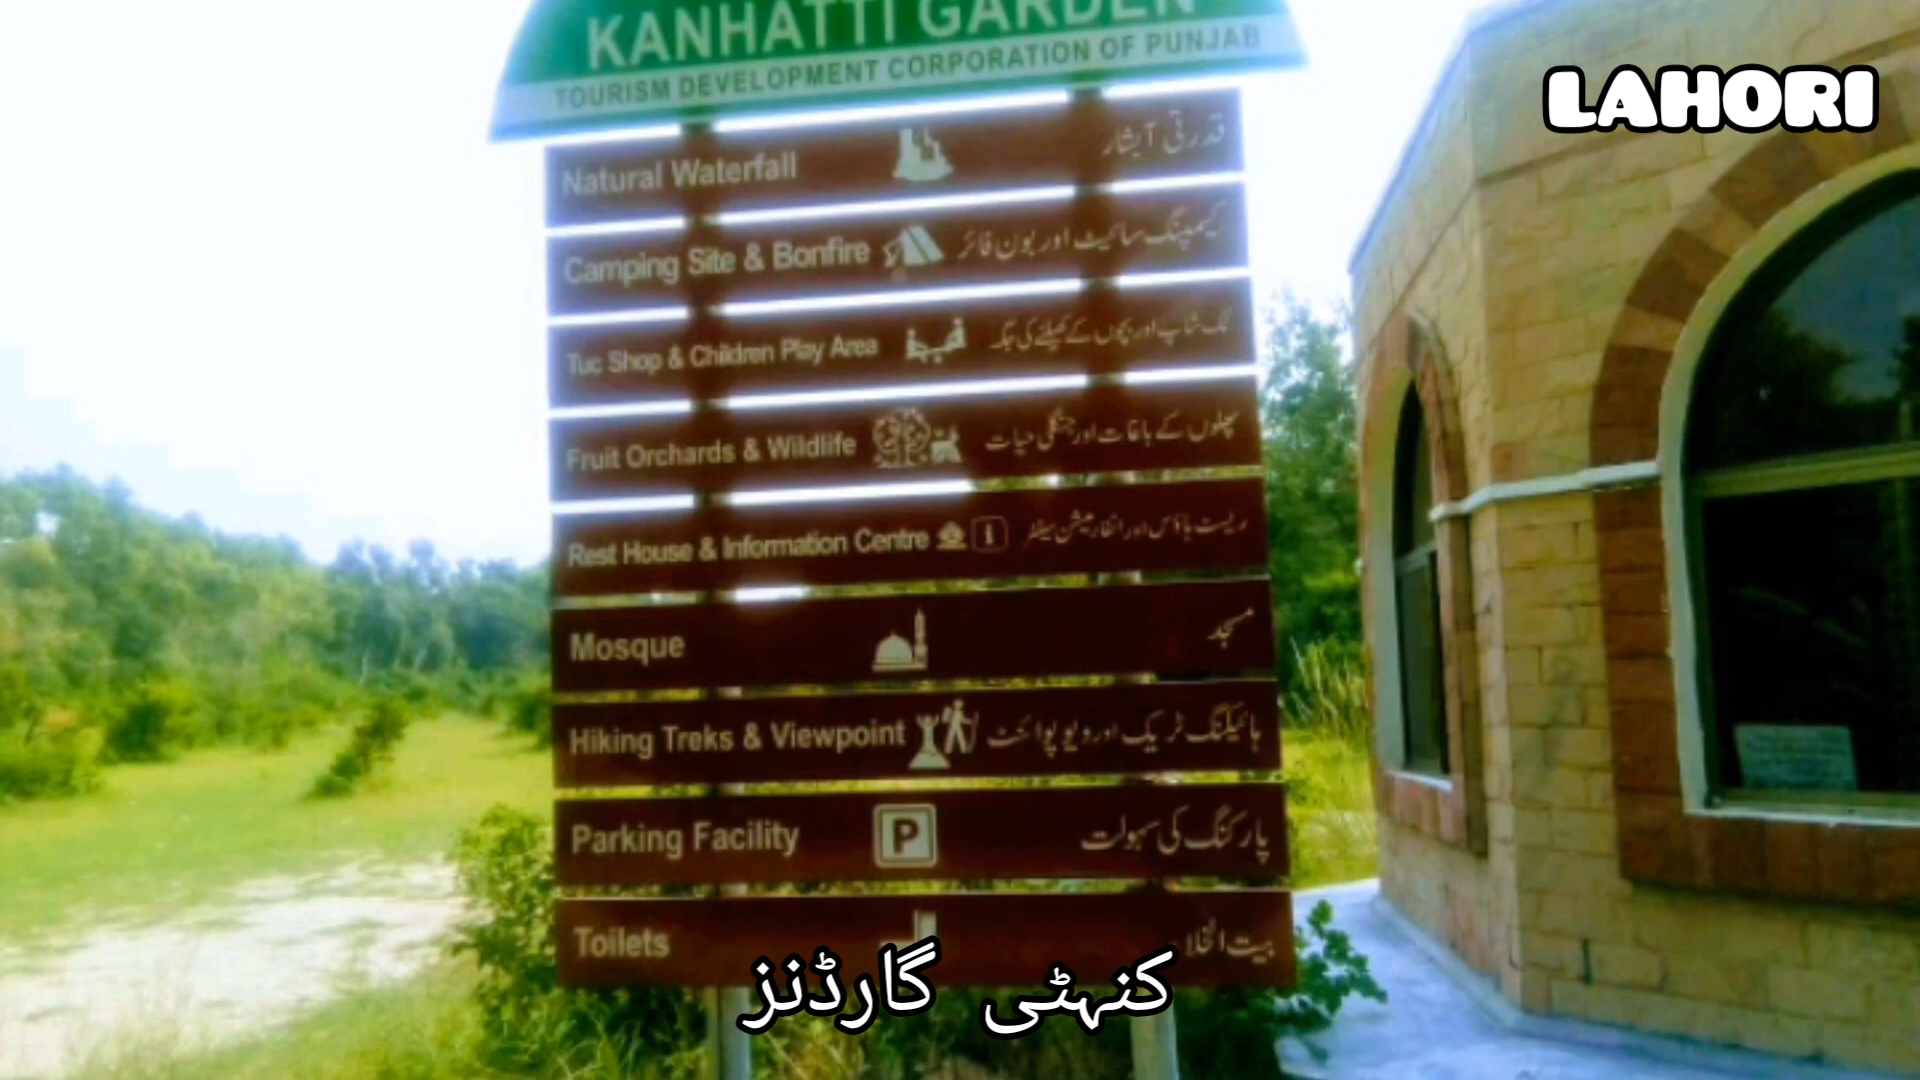 KANHATTI GARDEN
TOURISM DEVELOPMENT CORPORATION OF PUNJAB
LAHORI
Natural Waterfall قدرتی آبشار
Camping Site & Bonfire کیمپنگ سائیٹ اور بون فائر
Tuc Shop & Children Play Area ٹک شاپ اور بچوں کے کھیلنے کی جگہ
Fruit Orchards & Wildlife پھلوں کے باغات اور جنگلی حیات
Rest House & Information Centre i ریسٹ ہاؤس اور انفارمیشن سینٹر
Mosque مسجد
Hiking Treks & Viewpoint ہائیکنگ ٹریک اور ویو پوائنٹ
Parking Facility P پارکنگ کی سہولت
Toilets بیت الخلا
کنہٹی گارڈنز